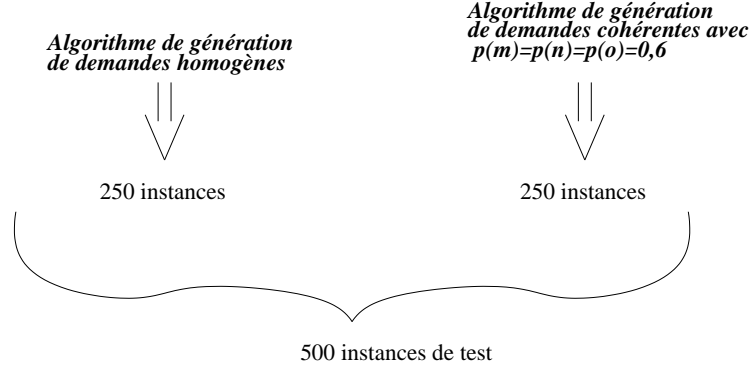 Algorithme de génération
de demandes homogènes
Algorithme de génération
de demandes cohérentes avec
p(m)=p(n)=p(o)=0,6
250 instances
250 instances
500 instances de test